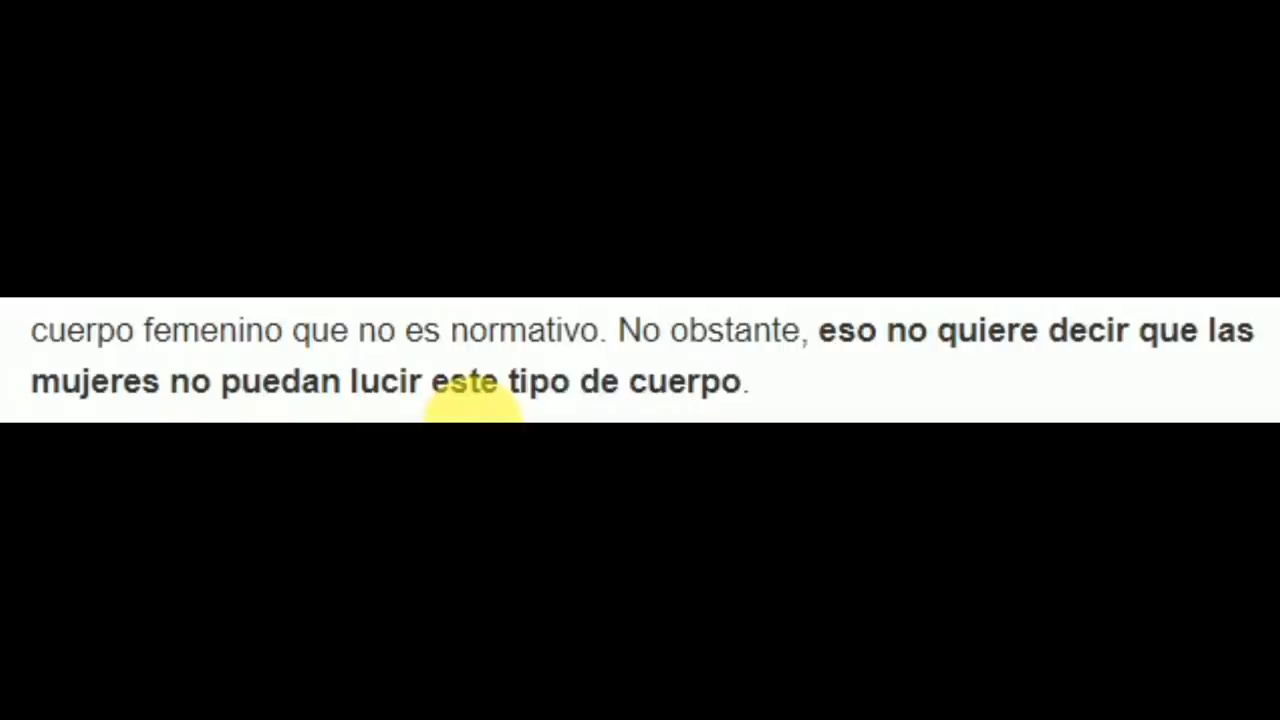 cuerpo femenino que no es normativo. No obstante, eso no quiere decir que las
mujeres no puedan lucir este tipo de cuerpo.